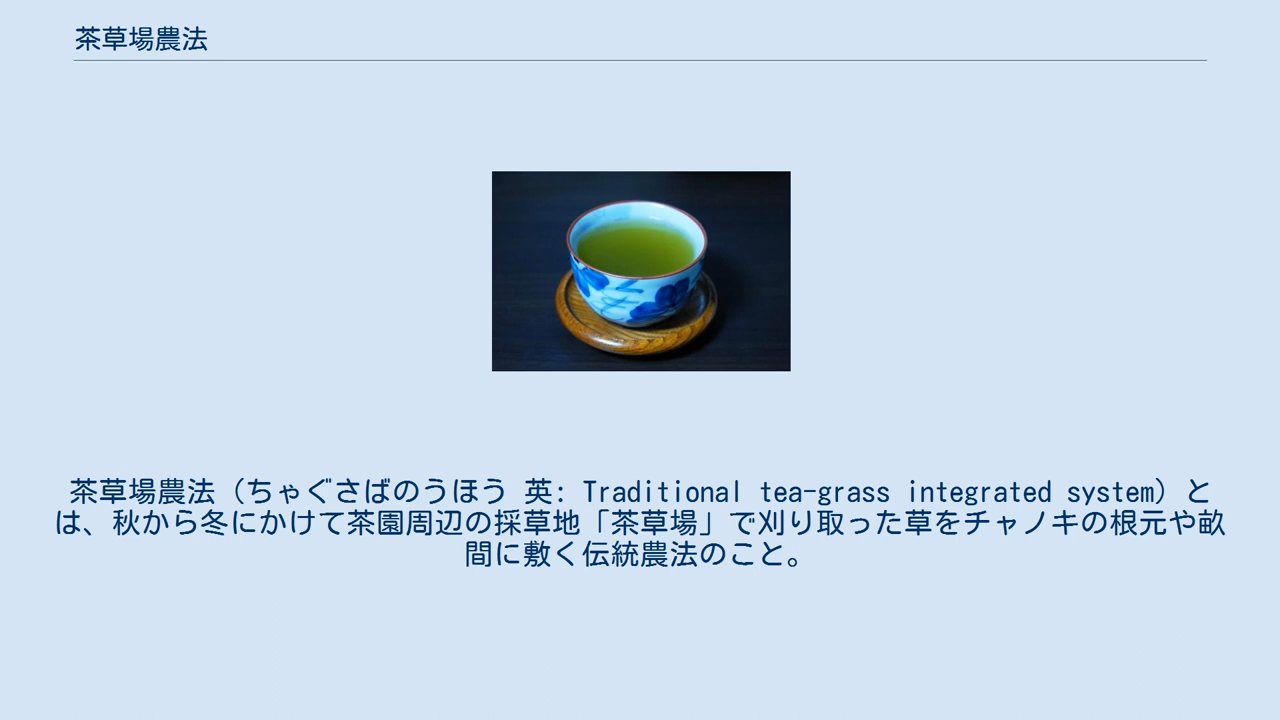 茶草場農法
茶草場農法（ちゃぐさばのうほう 英: Traditional tea-grass integrated system）と
は、秋から冬にかけて茶園周辺の採草地「茶草場」で刈り取った草をチャノキの根元や畝
間に敷く伝統農法のこと。